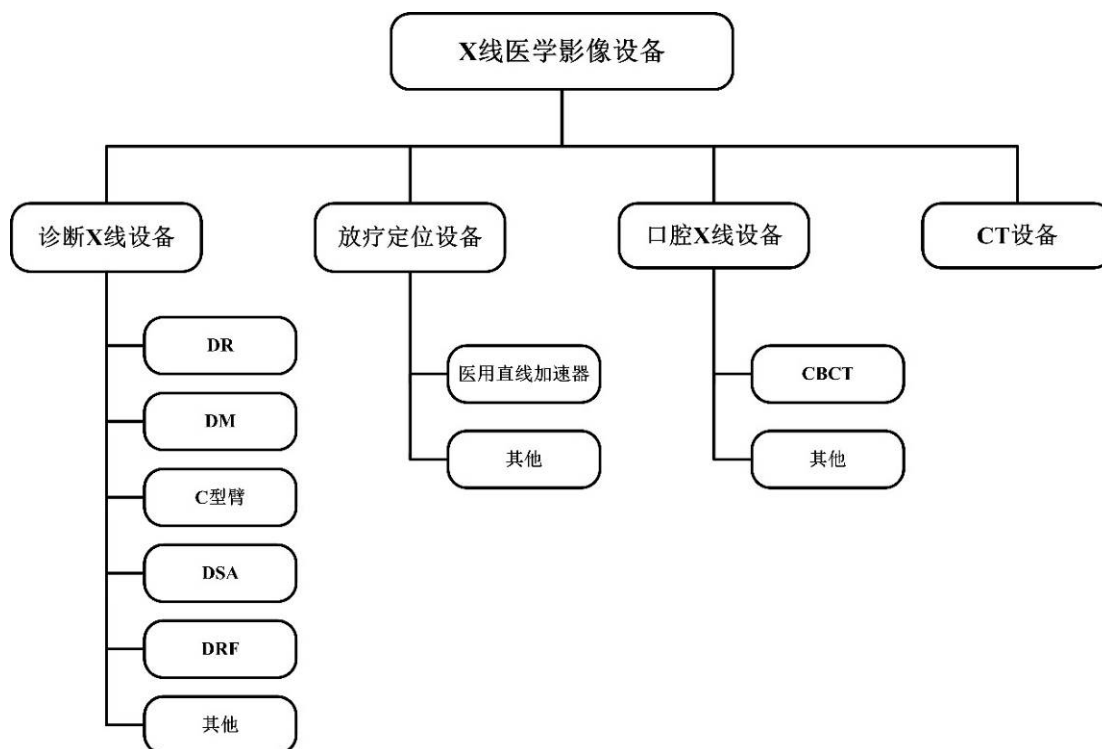 X线医学影像设备
诊断X线设备
放疗定位设备
口腔X线设备
CT设备
DR
DM
C型臂
DSA
DRF
其他
医用直线加速器
其他
CBCT
其他